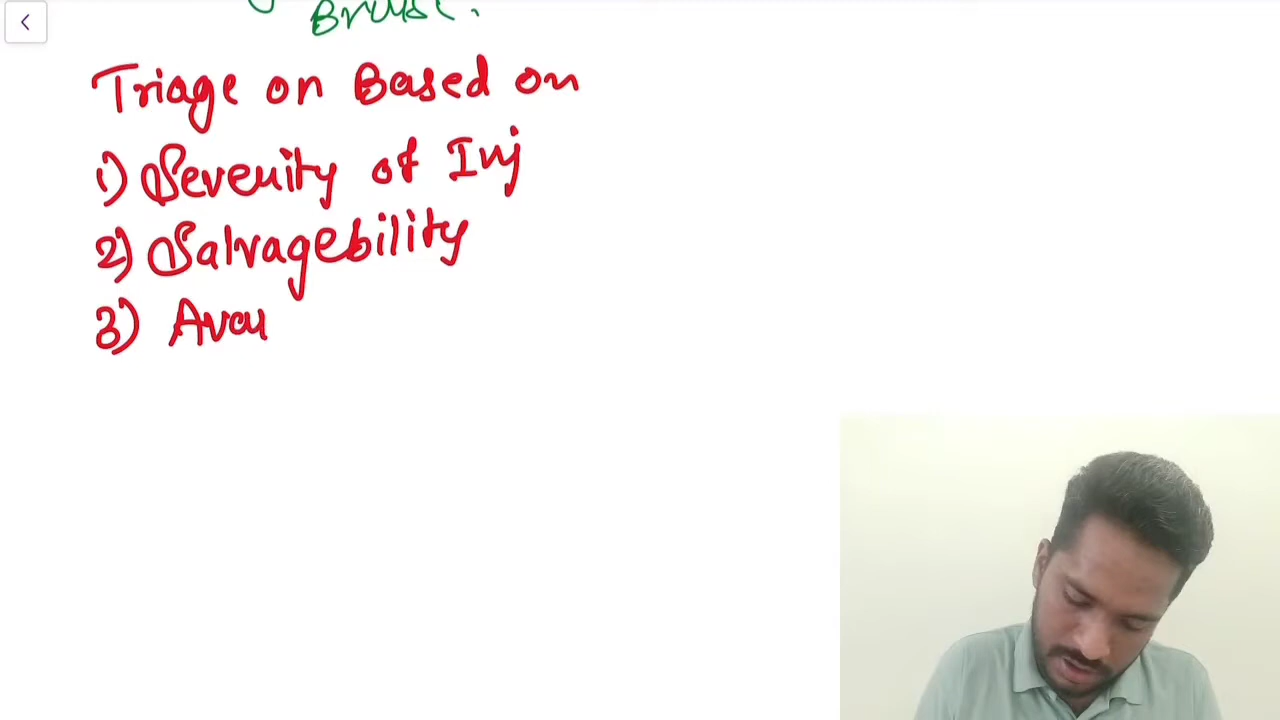 Triage on Based on
1) Severity of Inj
2) Salvagebility
3) Avai